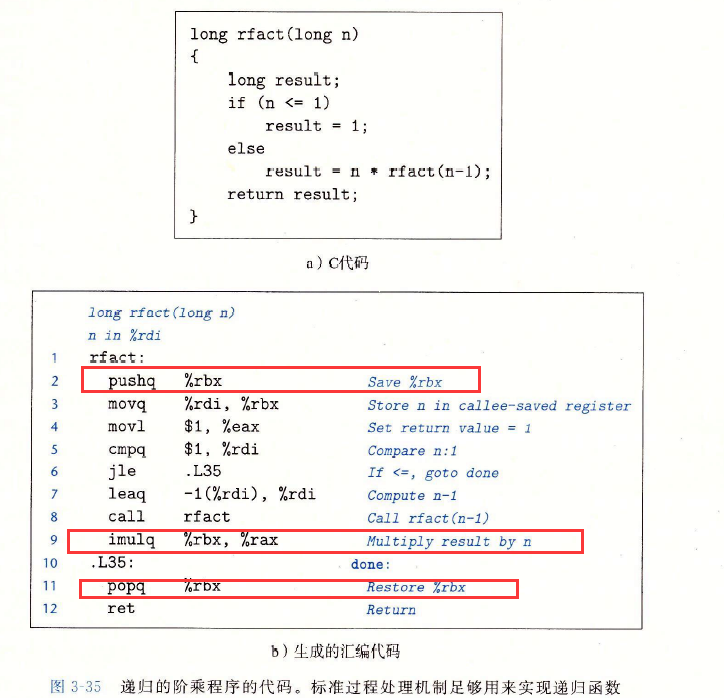 long rfact(long n)
{
long result;
if (n <= 1)
result = 1;
else
result = n * rfact(n-1);
return result;
}
a）C代码
long rfact(long n)
n in %rdi
1 rfact:
2 pushq %rbx Save %rbx
3 movq %rdi, %rbx Store n in callee-saved register
4 movl $1, %eax Set return value = 1
5 cmpq $1, %rdi Compare n:1
6 jle .L35 If <=, goto done
7 leaq -1(%rdi), %rdi Compute n-1
8 call rfact Call rfact(n-1)
9 imulq %rbx, %rax Multiply result by n
10 .L35: done:
11 popq %rbx Restore %rbx
12 ret Return
b）生成的汇编代码
图 3-35 递归的阶乘程序的代码。标准过程处理机制足够用来实现递归函数